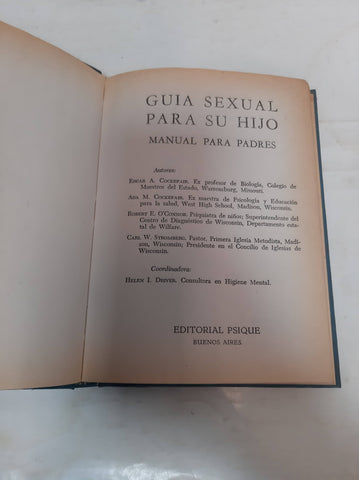 GUIA SEXUAL
PARA SU HIJO
MANUAL PARA PADRES
Autores:
EDGAR A. COCKEFAIR. Ex profesor de Biología, Colegio de
Maestros del Estado, Warrensburg, Missouri.
ADA M. COCKEFAIR. Ex maestra de Psicología y Educación
para la salud, West High School, Madison, Wisconsin.
ROBERT E. O'CONNOR. Psiquiatra de niños; Superintendente del
Centro de Diagnóstico de Wisconsin, Departamento esta-
tal de Welfare.
CARL W. STROMBERG. Pastor, Primera Iglesia Metodista, Madi-
son, Wisconsin; Presidente en el Concilio de Iglesias de
Wisconsin.
Coordinadora:
HELEN I. DRIVER. Consultora en Higiene Mental.
EDITORIAL PSIQUE
BUENOS AIRES